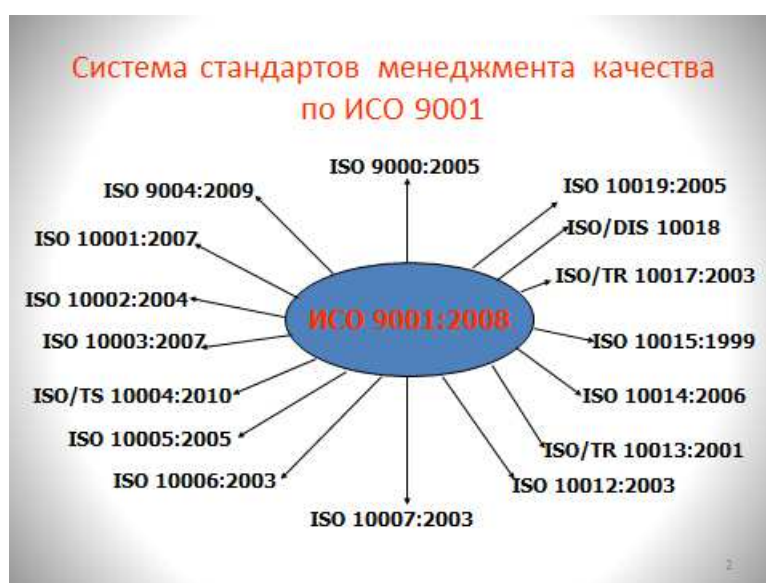 Система стандартов менеджмента качества
по ИСО 9001
ISO 9000:2005
ISO 9004:2009
ISO 10019:2005
ISO 10001:2007
ISO/DIS 10018
ISO/TR 10017:2003
ISO 10002:2004
ИСО 9001:2008
ISO 10003:2007
ISO 10015:1999
ISO/TS 10004:2010
ISO 10014:2006
ISO 10005:2005
ISO/TR 10013:2001
ISO 10006:2003
ISO 10012:2003
ISO 10007:2003
2